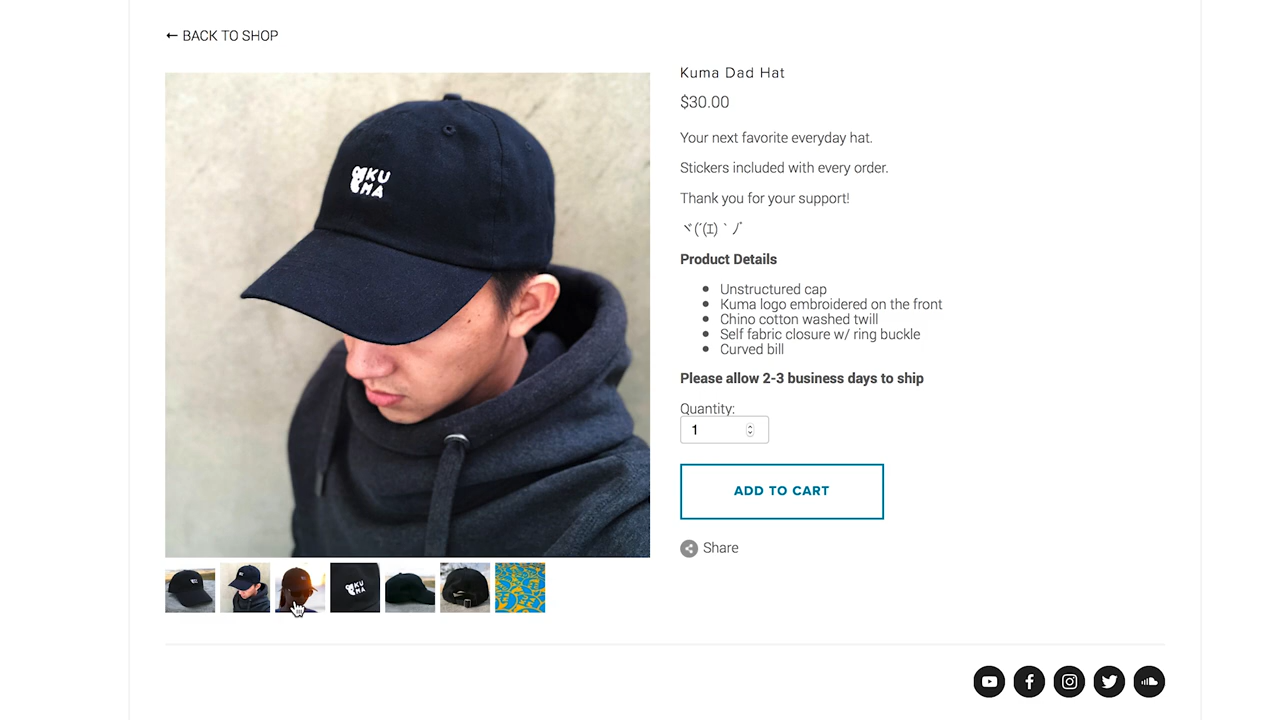 ← BACK TO SHOP
KU
MA
Kuma Dad Hat
$30.00
Your next favorite everyday hat.
Stickers included with every order.
Thank you for your support!
ヾ(´(ｴ)｀ﾉﾞ
Product Details
Unstructured cap
Kuma logo embroidered on the front
Chino cotton washed twill
Self fabric closure w/ ring buckle
Curved bill
Please allow 2-3 business days to ship
Quantity:
1
ADD TO CART
Share
KU
MA